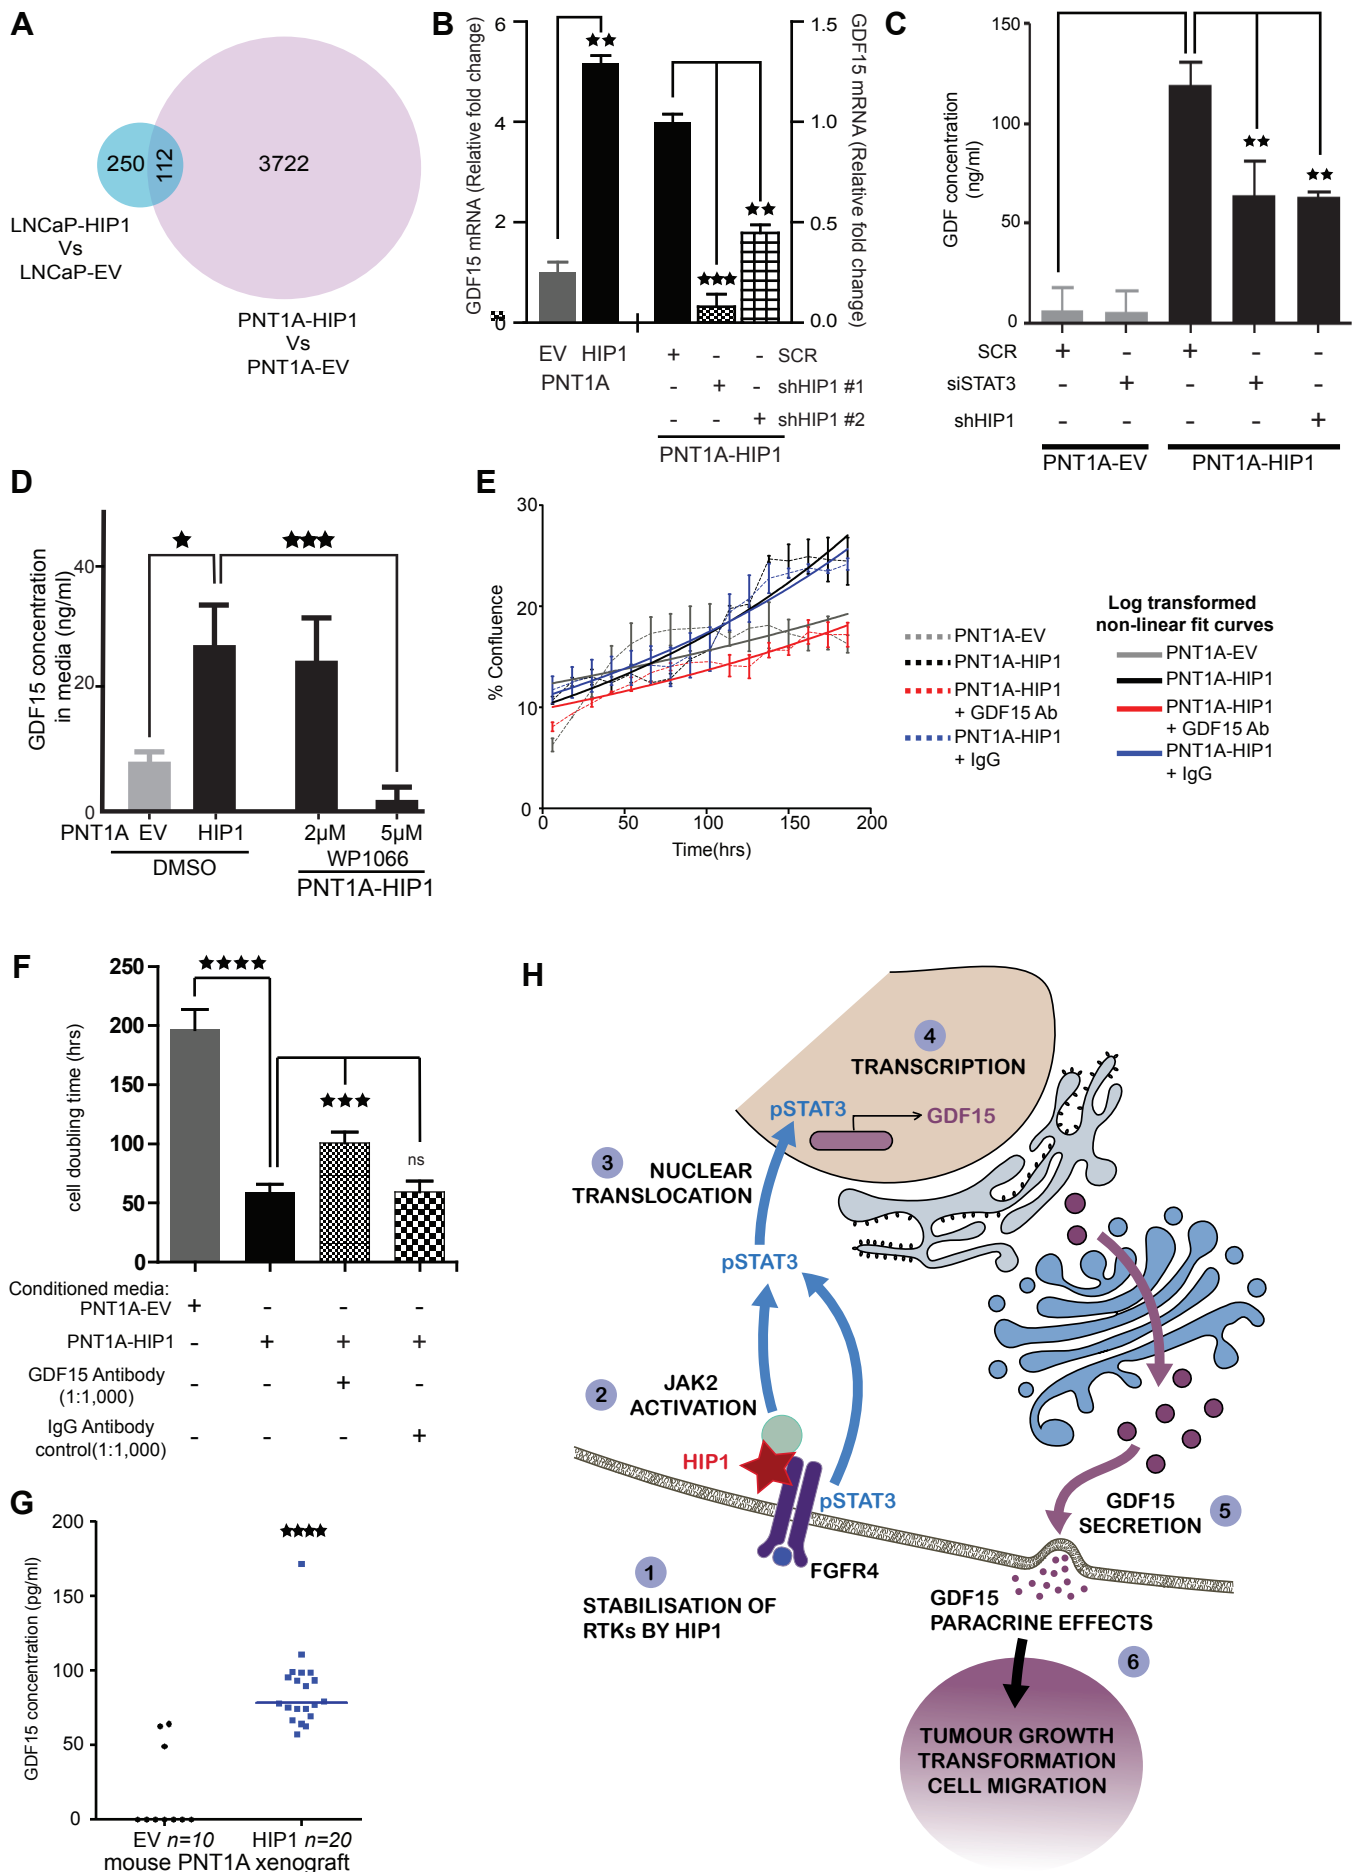 A
250
112
3722
LNCaP-HIP1
Vs
LNCaP-EV
PNT1A-HIP1
Vs
PNT1A-EV
B
GDF15 mRNA (Relative fold change)
6
4
2
0
★★
★★★
★★
1.5
1.0
0.5
0.0
GDF15 mRNA (Relative fold change)
EV HIP1
PNT1A
+ - - SCR
- + - shHIP1 #1
- - + shHIP1 #2
PNT1A-HIP1
C
GDF concentration
(ng/ml)
150
100
50
0
★★
★★
SCR + - + - -
siSTAT3 - + - + -
shHIP1 - - - - +
PNT1A-EV PNT1A-HIP1
D
GDF15 concentration
in media (ng/ml)
40
20
0
★
★★★
PNT1A EV HIP1 2µM 5µM
DMSO
WP1066
PNT1A-HIP1
E
% Confluence
30
20
10
0
0 50 100 150 200
Time(hrs)
PNT1A-EV
PNT1A-HIP1
PNT1A-HIP1
+ GDF15 Ab
PNT1A-HIP1
+ IgG
Log transformed
non-linear fit curves
PNT1A-EV
PNT1A-HIP1
PNT1A-HIP1
+ GDF15 Ab
PNT1A-HIP1
+ IgG
F
cell doubling time (hrs)
250
200
150
100
50
0
★★★★
★★★
ns
Conditioned media:
PNT1A-EV + - - -
PNT1A-HIP1 - + + +
GDF15 Antibody
(1:1,000) - - + -
IgG Antibody
control(1:1,000) - - - +
G
GDF15 concentration (pg/ml)
200
150
100
50
0
★★★★
EV n=10 HIP1 n=20
mouse PNT1A xenograft
H
4
TRANSCRIPTION
pSTAT3
GDF15
3
NUCLEAR
TRANSLOCATION
pSTAT3
2
JAK2
ACTIVATION
HIP1
pSTAT3
FGFR4
1
STABILISATION OF
RTKs BY HIP1
GDF15
SECRETION
5
GDF15
PARACRINE EFFECTS
6
TUMOUR GROWTH
TRANSFORMATION
CELL MIGRATION